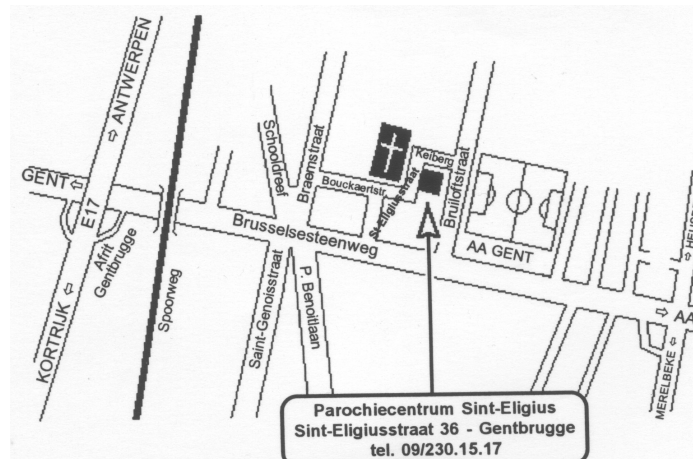 ANTWERPEN
GENT
E17
KORTRIJK
Afrit
Gentbrugge
Spoorweg
Schooldreef
Braemstraat
Bouckaertstr.
St-Eligiusstraat
Keiberg
Bruiloftstraat
AA GENT
Brusselsesteenweg
Saint-Genoisstraat
P. Benoitlaan
MERELBEKE
Parochiecentrum Sint-Eligius
Sint-Eligiusstraat 36 - Gentbrugge
tel. 09/230.15.17